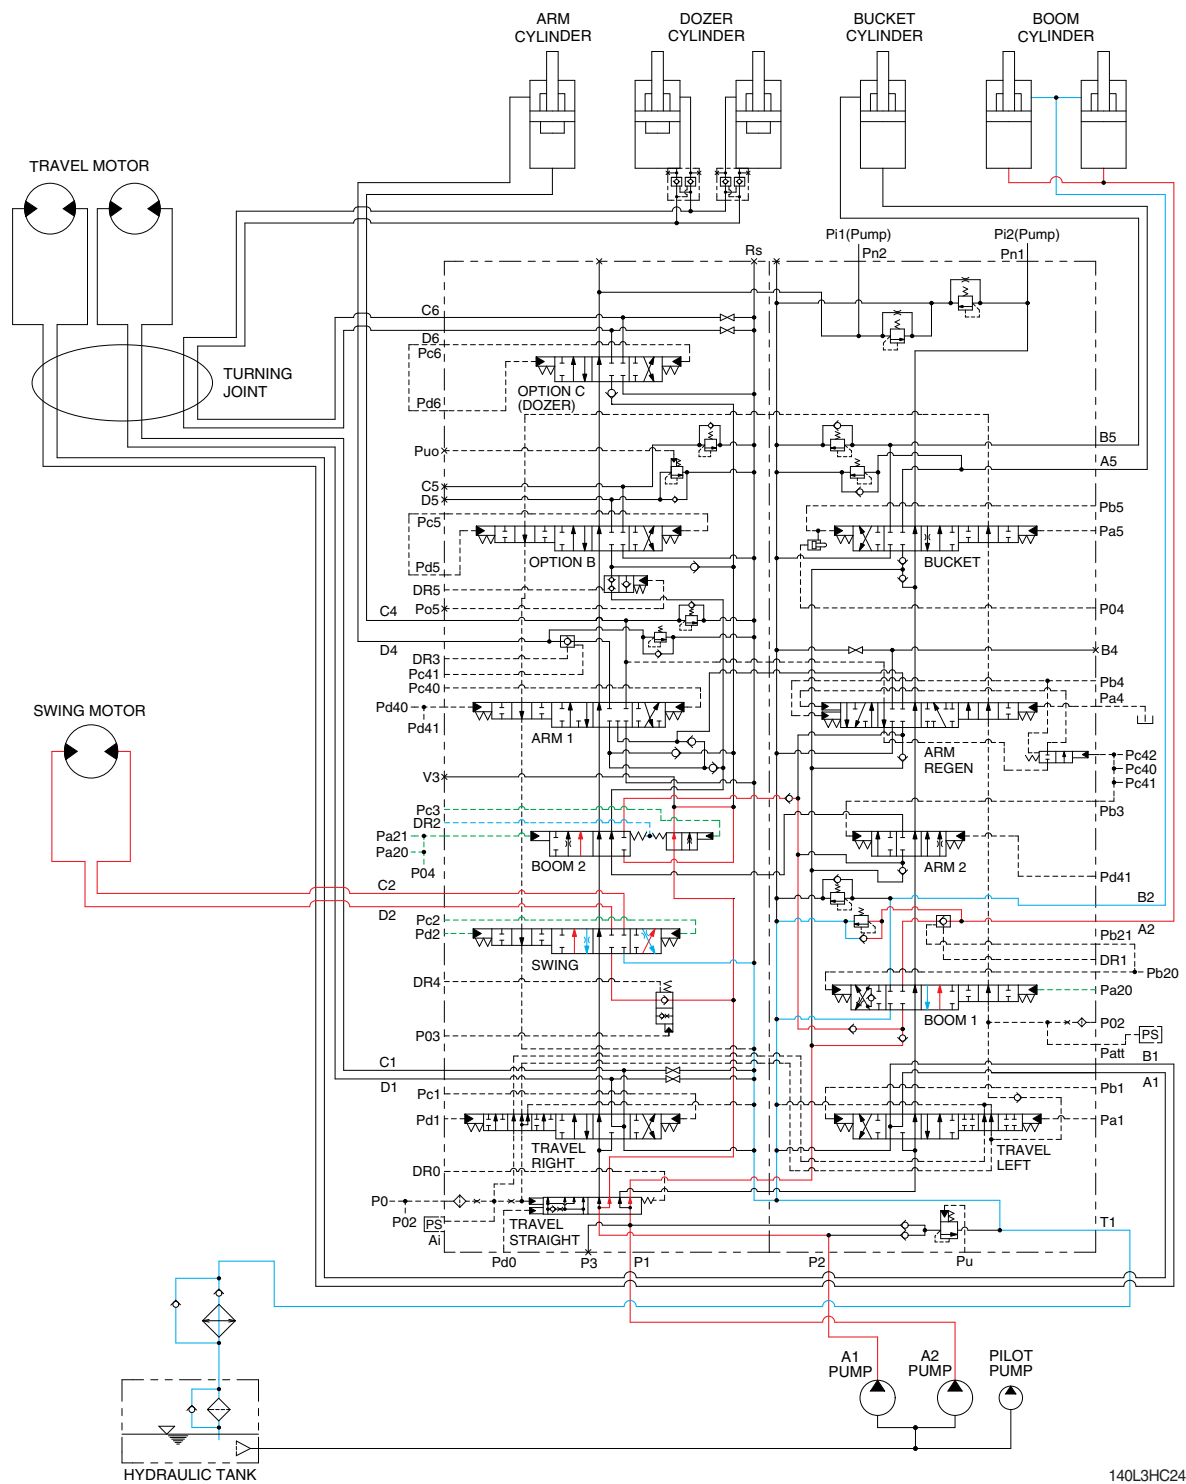 ARM
CYLINDER
DOZER
CYLINDER
BUCKET
CYLINDER
BOOM
CYLINDER
TRAVEL MOTOR
TURNING
JOINT
Pi1(Pump)
Pn2
Pi2(Pump)
Pn1
Rs
C6
D6
Pc6
Pd6
OPTION C
(DOZER)
Puo
C5
D5
Pc5
Pd5
OPTION B
DR5
Po5
C4
D4
DR3
Pc41
Pc40
Pd40
Pd41
ARM 1
B5
A5
Pb5
Pa5
BUCKET
P04
B4
Pb4
Pa4
ARM
REGEN
Pc42
Pc40
Pc41
Pb3
SWING MOTOR
V3
Pc3
DR2
Pa21
Pa20
P04
BOOM 2
ARM 2
Pd41
C2
D2
Pc2
Pd2
SWING
B2
A2
Pb21
DR1
Pb20
Pa20
BOOM 1
DR4
P03
P02
PS
Patt
C1
D1
Pc1
Pd1
TRAVEL
RIGHT
B1
A1
Pb1
Pa1
TRAVEL
LEFT
DR0
P0
P02
PS
Ai
TRAVEL
STRAIGHT
T1
Pd0
P3
P1
P2
Pu
A1
PUMP
A2
PUMP
PILOT
PUMP
HYDRAULIC TANK
140L3HC24